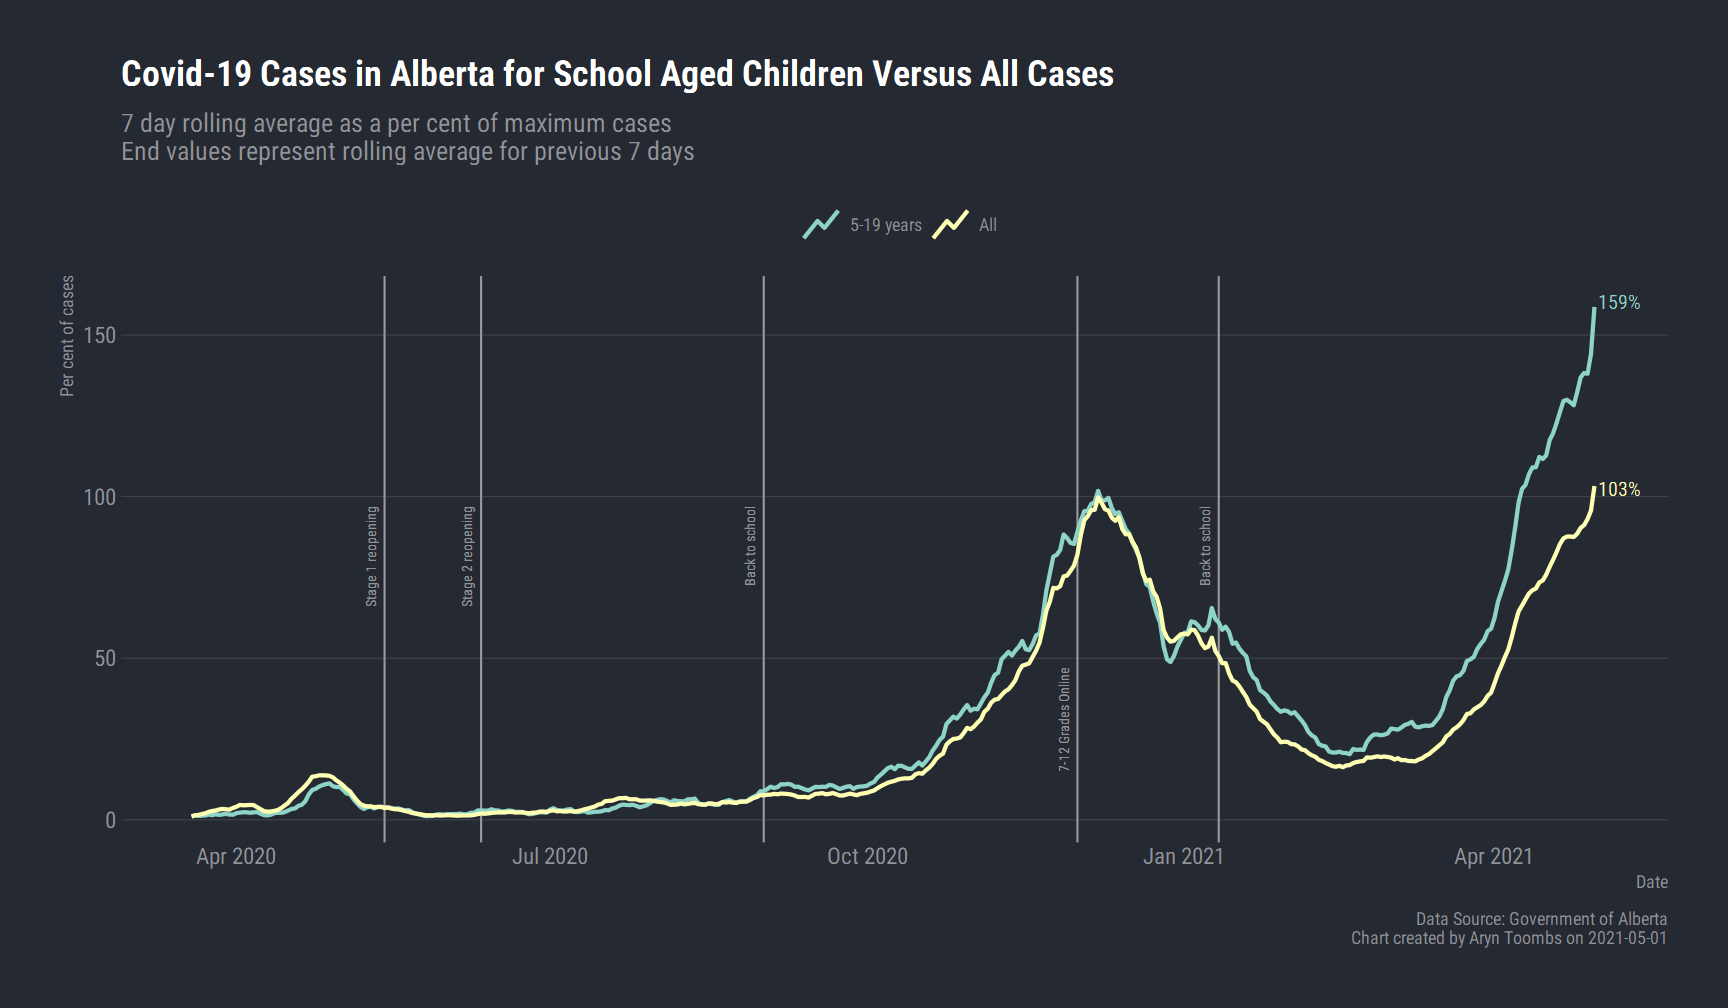 Covid-19 Cases in Alberta for School Aged Children Versus All Cases
7 day rolling average as a per cent of maximum cases
End values represent rolling average for previous 7 days
5-19 years
All
Per cent of cases
150
100
50
0
159%
103%
Stage 1 reopening
Stage 2 reopening
Back to school
7-12 Grades Online
Back to school
Apr 2020
Jul 2020
Oct 2020
Jan 2021
Apr 2021
Date
Data Source: Government of Alberta
Chart created by Aryn Toombs on 2021-05-01